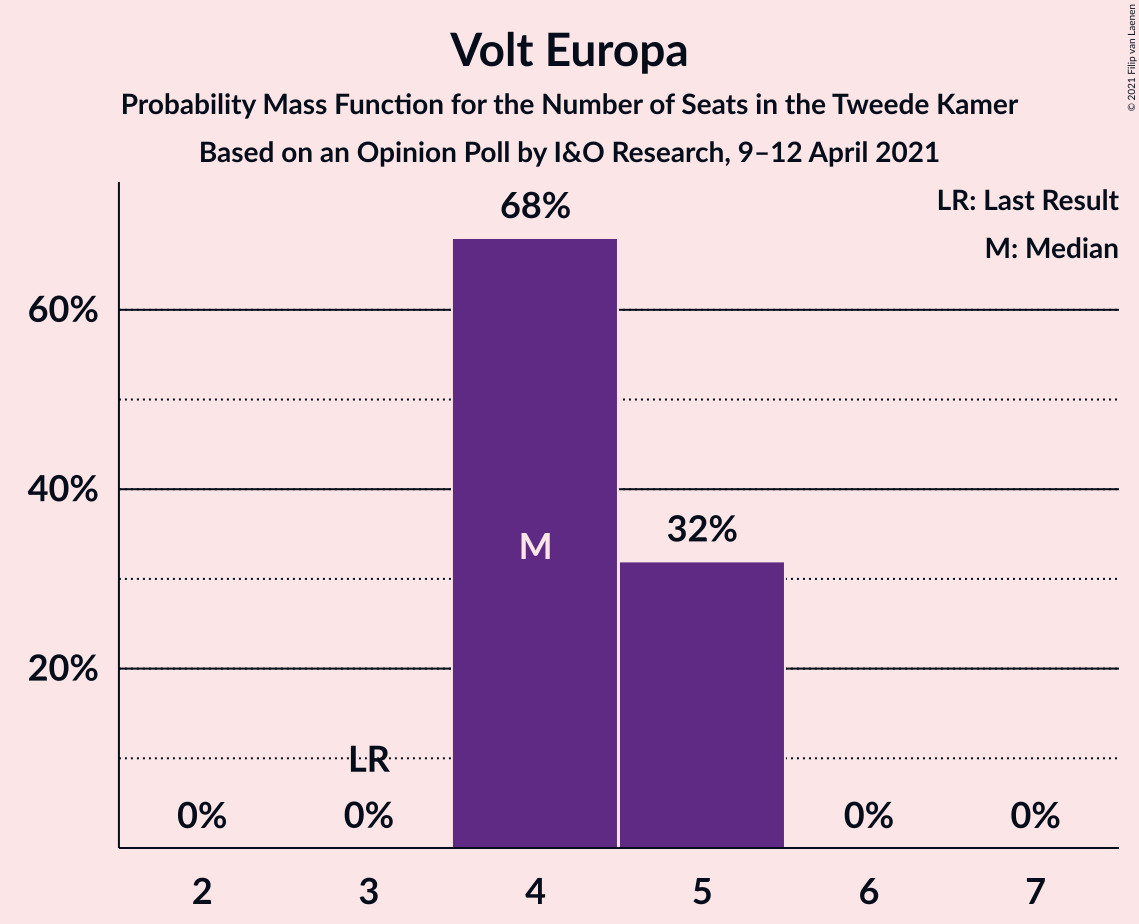 Volt Europa
Probability Mass Function for the Number of Seats in the Tweede Kamer
Based on an Opinion Poll by I&O Research, 9–12 April 2021
© 2021 Filip van Laenen
LR: Last Result
M: Median
68%
60%
40%
32%
M
20%
LR
0%
0%
0%
0%
2
3
4
5
6
7